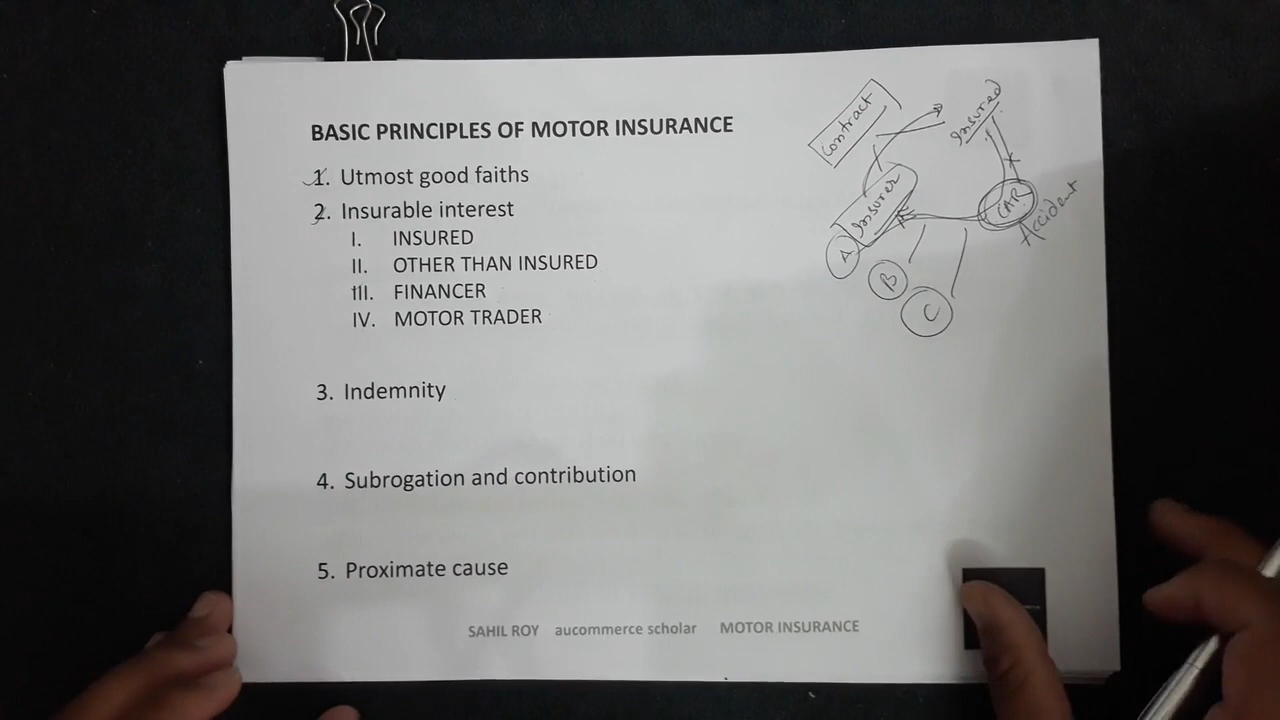 BASIC PRINCIPLES OF MOTOR INSURANCE
1. Utmost good faiths
2. Insurable interest
I. INSURED
II. OTHER THAN INSURED
III. FINANCER
IV. MOTOR TRADER
3. Indemnity
4. Subrogation and contribution
5. Proximate cause
SAHIL ROY aucommerce scholar MOTOR INSURANCE
Contract
Insured
Insurer
CAR
Accident
A
B
C